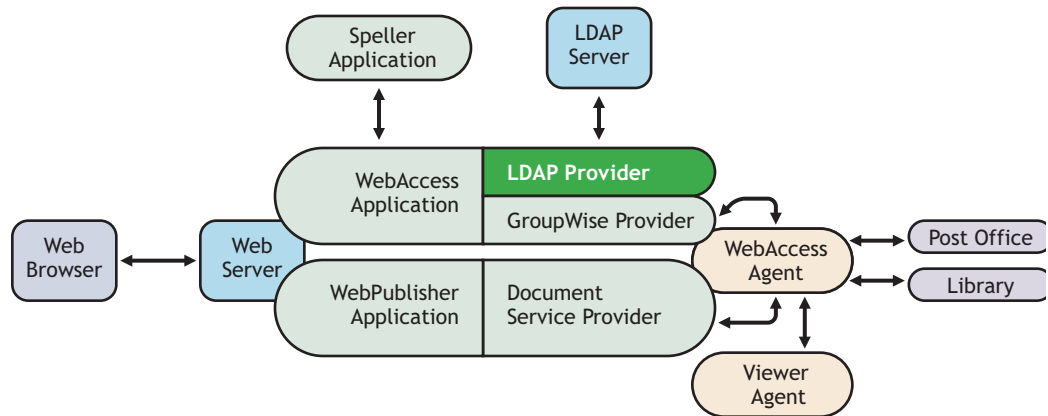 Speller
Application
LDAP
Server
WebAccess
Application
LDAP Provider
GroupWise Provider
Web
Browser
Web
Server
WebAccess
Agent
Post Office
Library
WebPublisher
Application
Document
Service Provider
Viewer
Agent